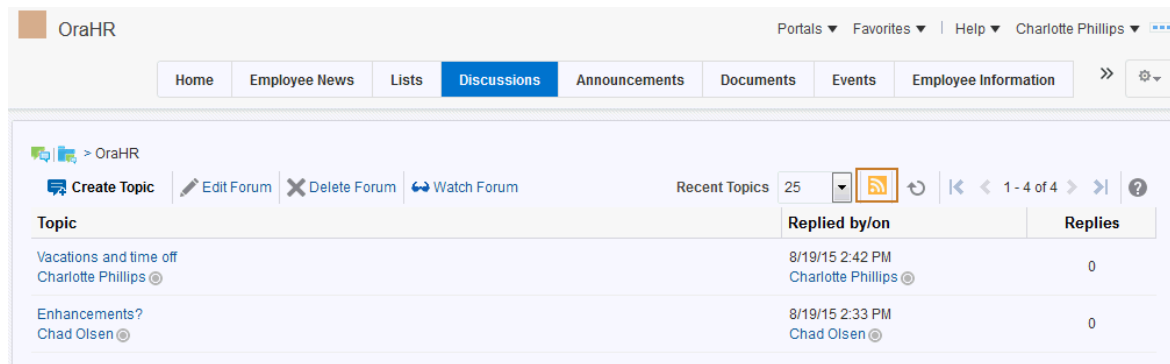 OraHR Portals Favorites | Help Charlotte Phillips
Home Employee News Lists Discussions Announcements Documents Events Employee Information »
> OraHR
Create Topic Edit Forum Delete Forum Watch Forum Recent Topics 25 1 - 4 of 4 ?
Topic Replied by/on Replies
Vacations and time off 8/19/15 2:42 PM 0
Charlotte Phillips Charlotte Phillips
Enhancements? 8/19/15 2:33 PM 0
Chad Olsen Chad Olsen